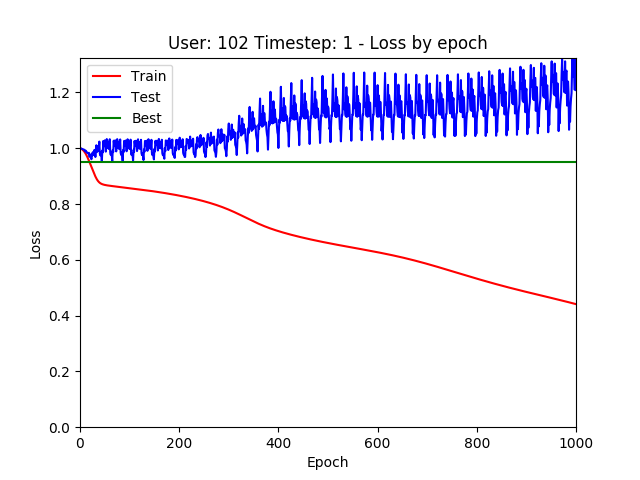 User: 102 Timestep: 1 - Loss by epoch
Train
Test
Best
1.2
1.0
0.8
0.6
0.4
0.2
0.0
Loss
0 200 400 600 800 1000
Epoch